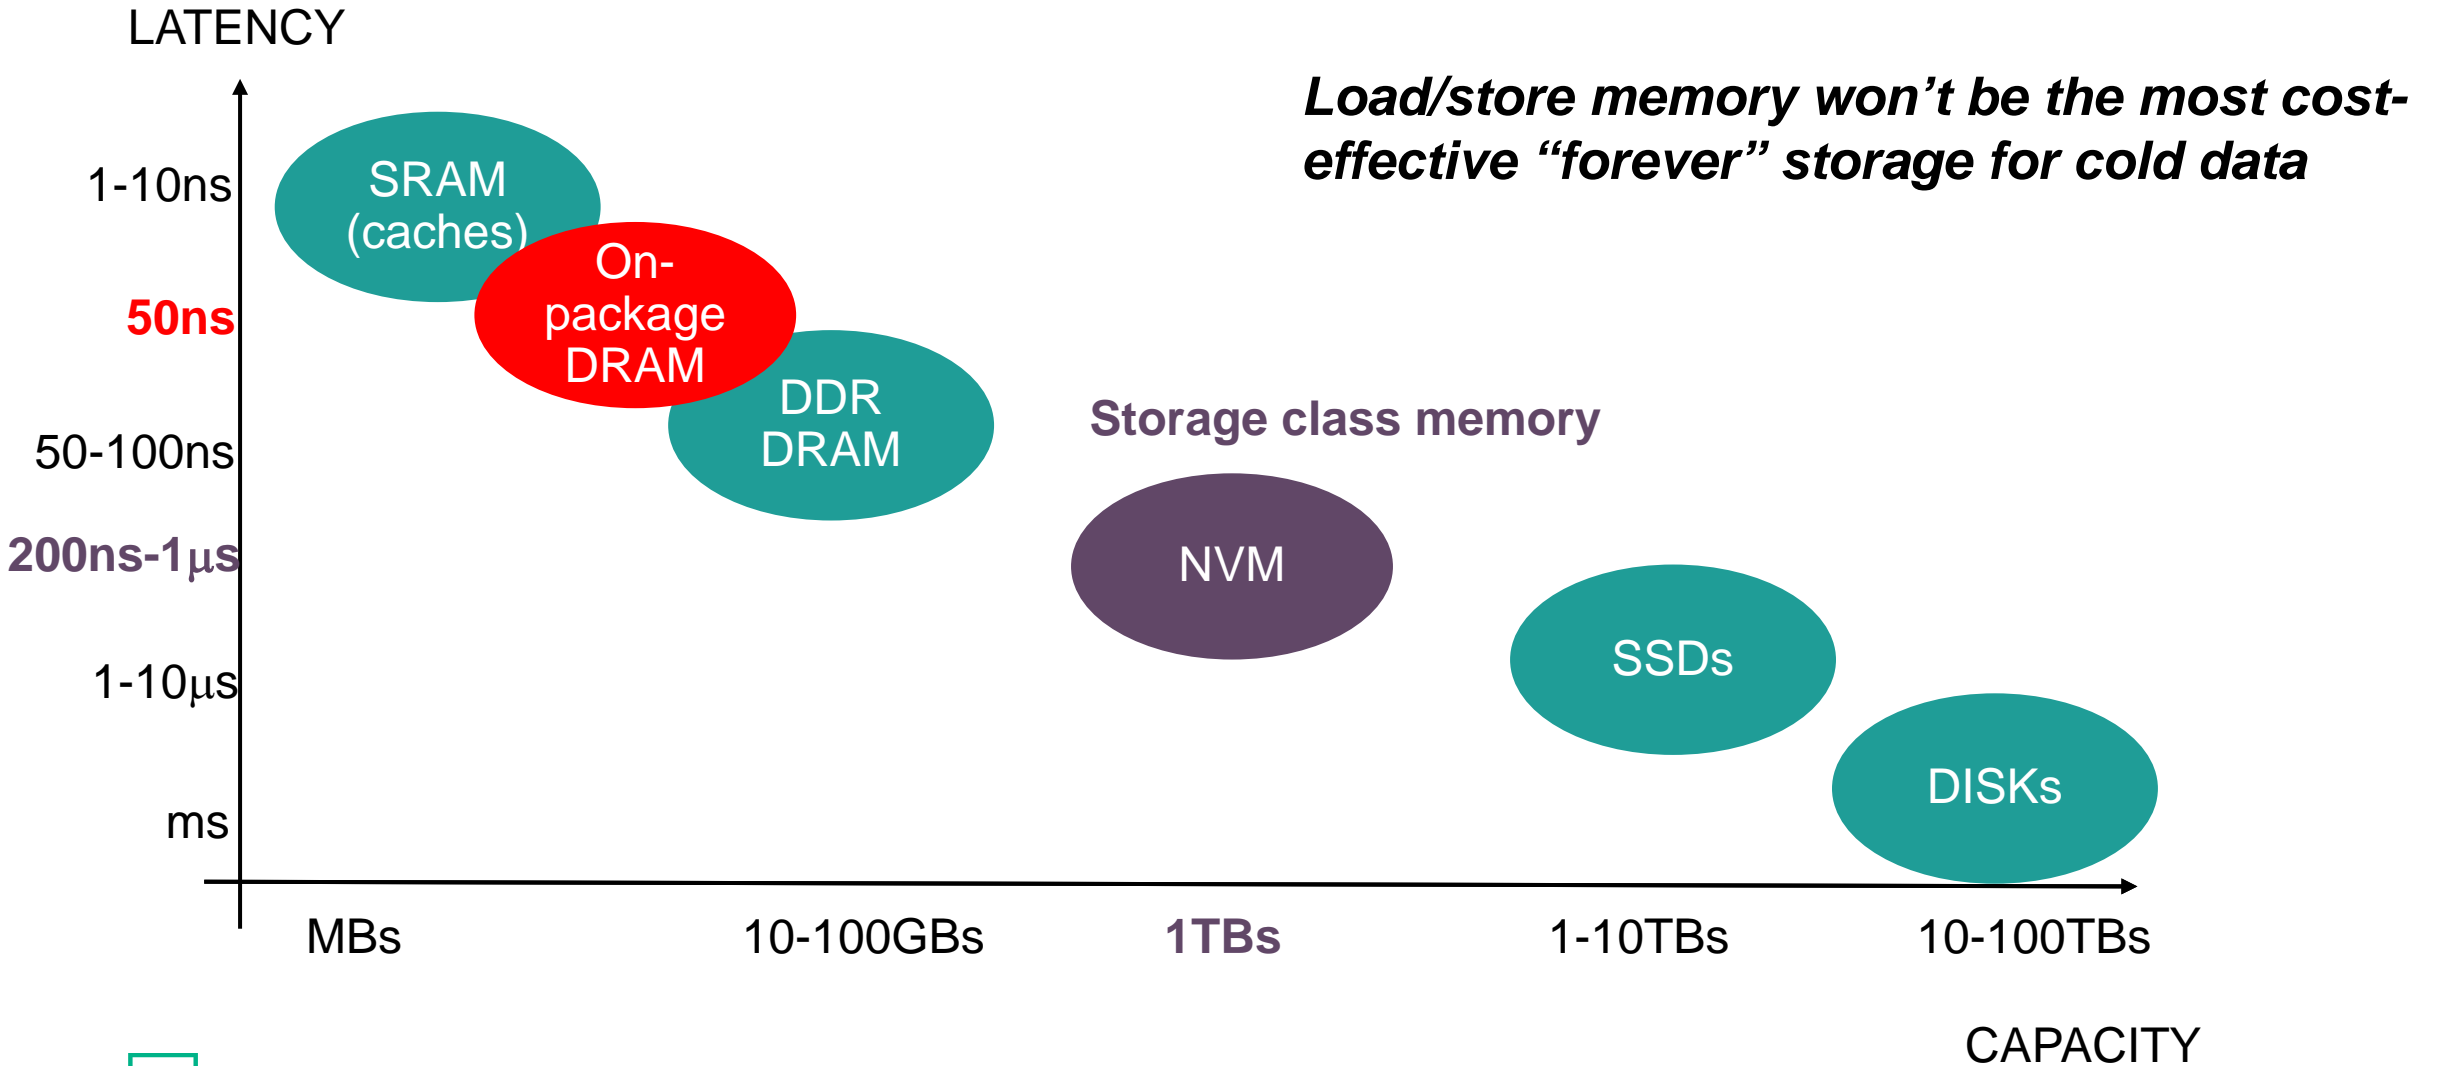 LATENCY
Load/store memory won’t be the most cost-
effective “forever” storage for cold data
1-10ns
SRAM
(caches)
50ns
On-
package
DRAM
50-100ns
DDR
DRAM
Storage class memory
200ns-1μs
NVM
1-10μs
SSDs
ms
DISKs
MBs
10-100GBs
1TBs
1-10TBs
10-100TBs
CAPACITY